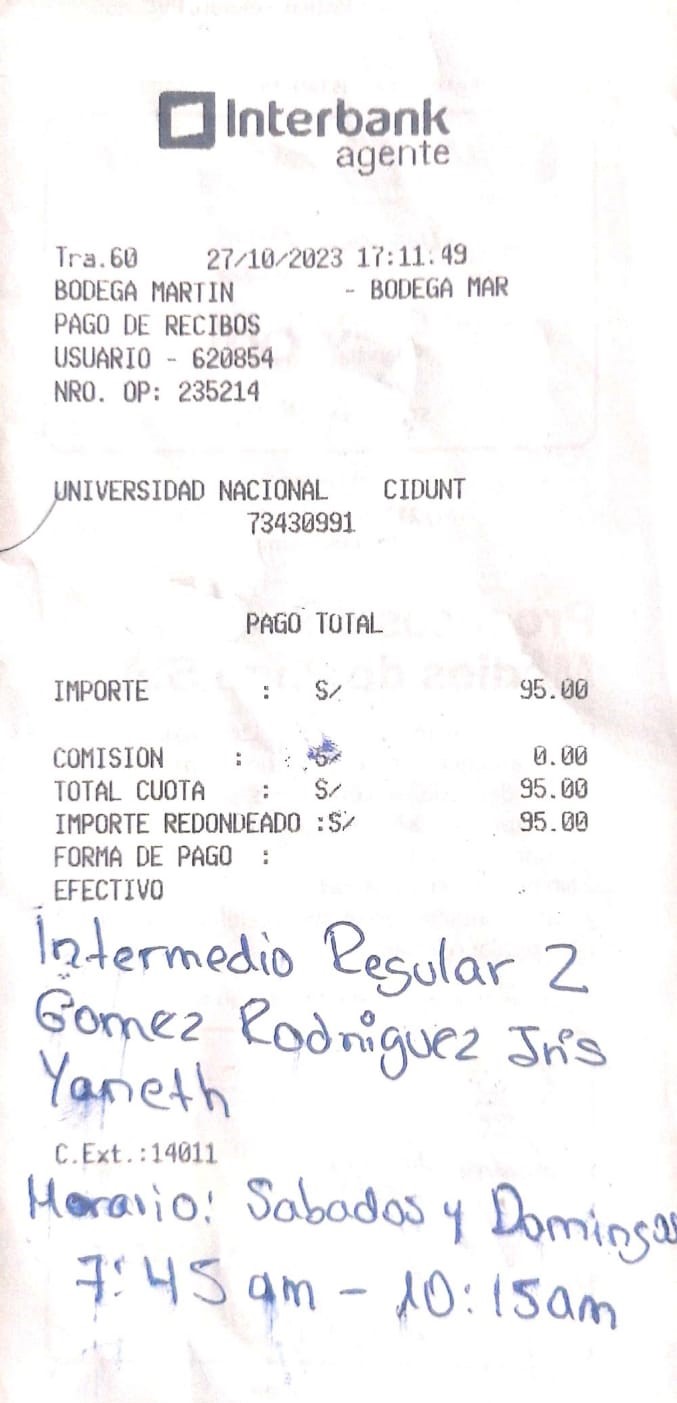 Interbank
agente
Tra.60 27/10/2023 17:11:49
BODEGA MARTIN - BODEGA MAR
PAGO DE RECIBOS
USUARIO - 620854
NRO. OP: 235214
UNIVERSIDAD NACIONAL CIDUNT
73430991
PAGO TOTAL
IMPORTE : S/ 95.00
COMISION : S/ 0.00
TOTAL CUOTA : S/ 95.00
IMPORTE REDONDEADO :S/ 95.00
FORMA DE PAGO :
EFECTIVO
Intermedio Regular 2
Gomez Rodriguez Iris
Yaneth
C.Ext.:14011
Horario: Sabados y Domingos
7:45 am - 10:15am